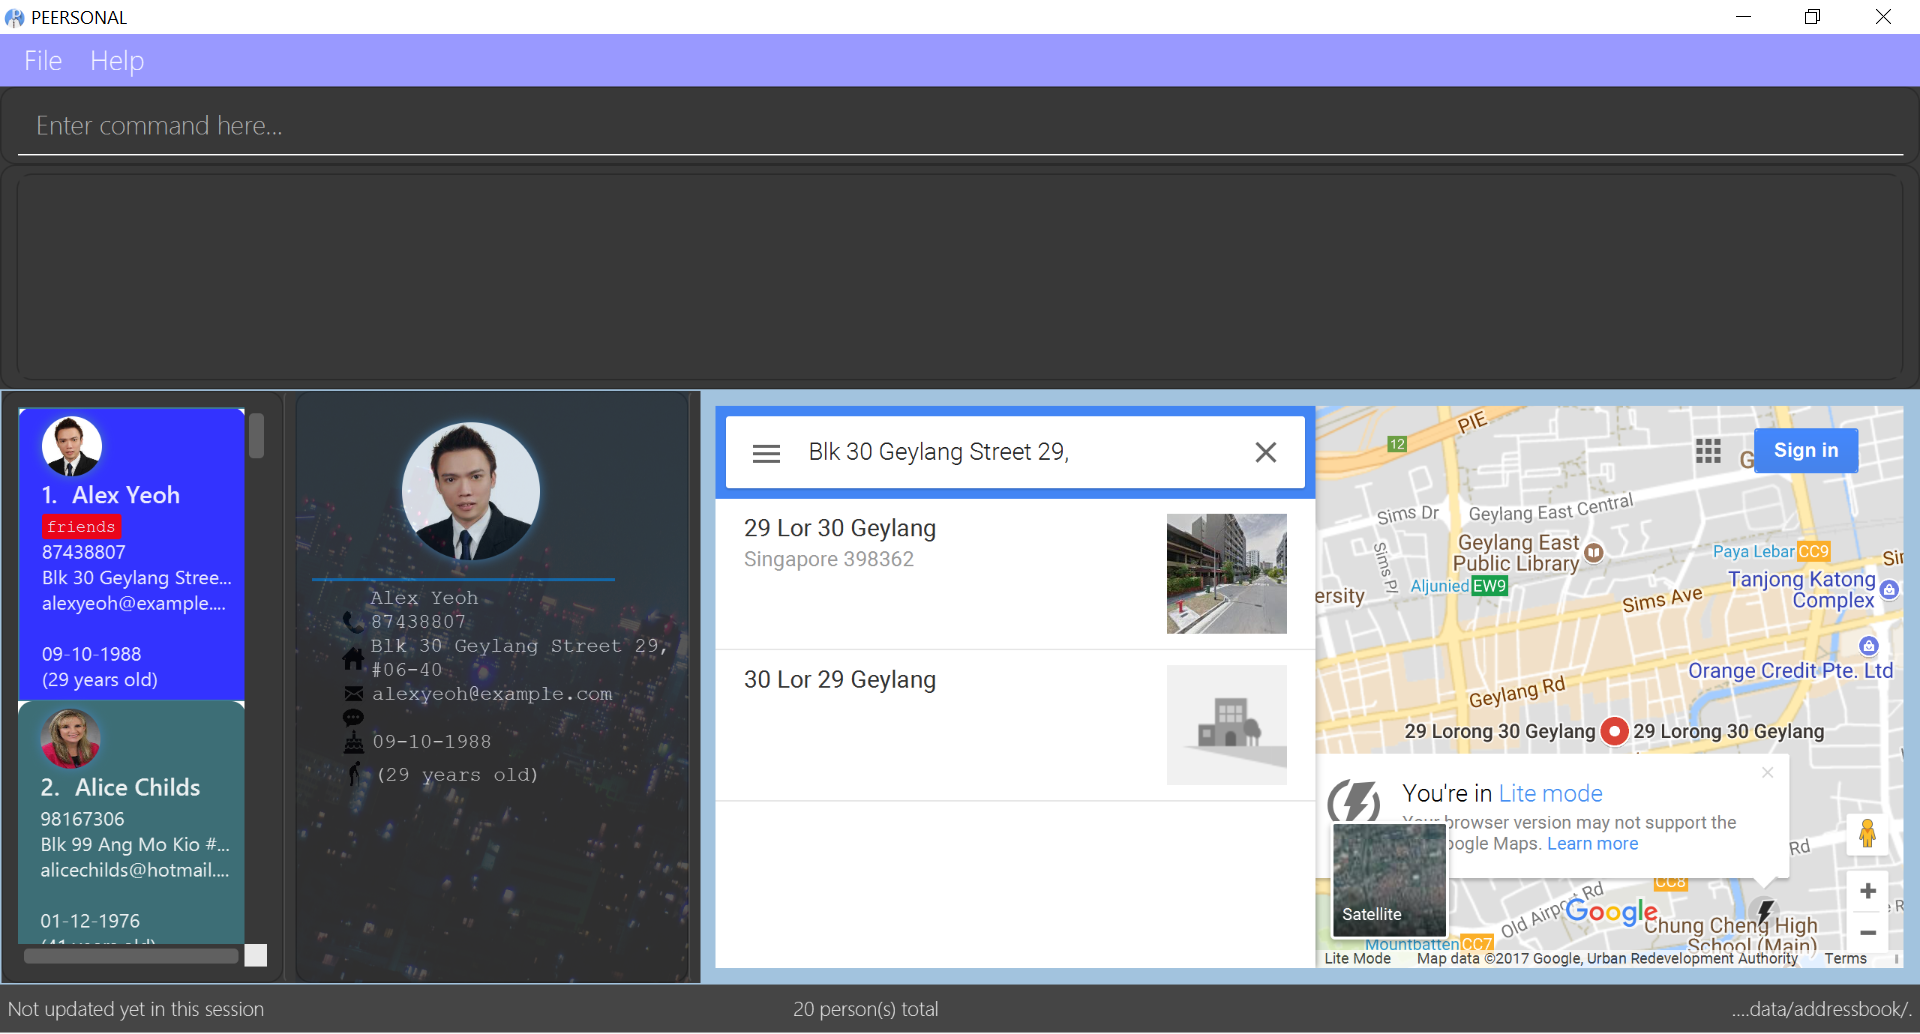 PEERSONAL
File Help
Enter command here...
1. Alex Yeoh
friends
87438807
Blk 30 Geylang Stree...
alexyeoh@example....
09-10-1988
(29 years old)
2. Alice Childs
98167306
Blk 99 Ang Mo Kio #...
alicechilds@hotmail....
01-12-1976
Alex Yeoh
87438807
Blk 30 Geylang Street 29,
#06-40
alexyeoh@example.com
09-10-1988
(29 years old)
Blk 30 Geylang Street 29,
29 Lor 30 Geylang
Singapore 398362
30 Lor 29 Geylang
PIE
12
G
Sign in
Sims Dr
Geylang East Central
Sims Pl
Geylang East
Public Library
Paya Lebar CC9
Sin
Aljunied EW9
Tanjong Katong
Complex
ersity
Sims Ave
Orange Credit Pte. Ltd
Geylang Rd
29 Lorong 30 Geylang 29 Lorong 30 Geylang
You're in Lite mode
Your browser version may not support the
oogle Maps. Learn more
Rd
CC8
Satellite
Old Airport Rd
Google
Chung Cheng High
School (Main)
Mountbatten CC7
Lite Mode Map data ©2017 Google, Urban Redevelopment Authority Terms
Not updated yet in this session 20 person(s) total ....data/addressbook/.